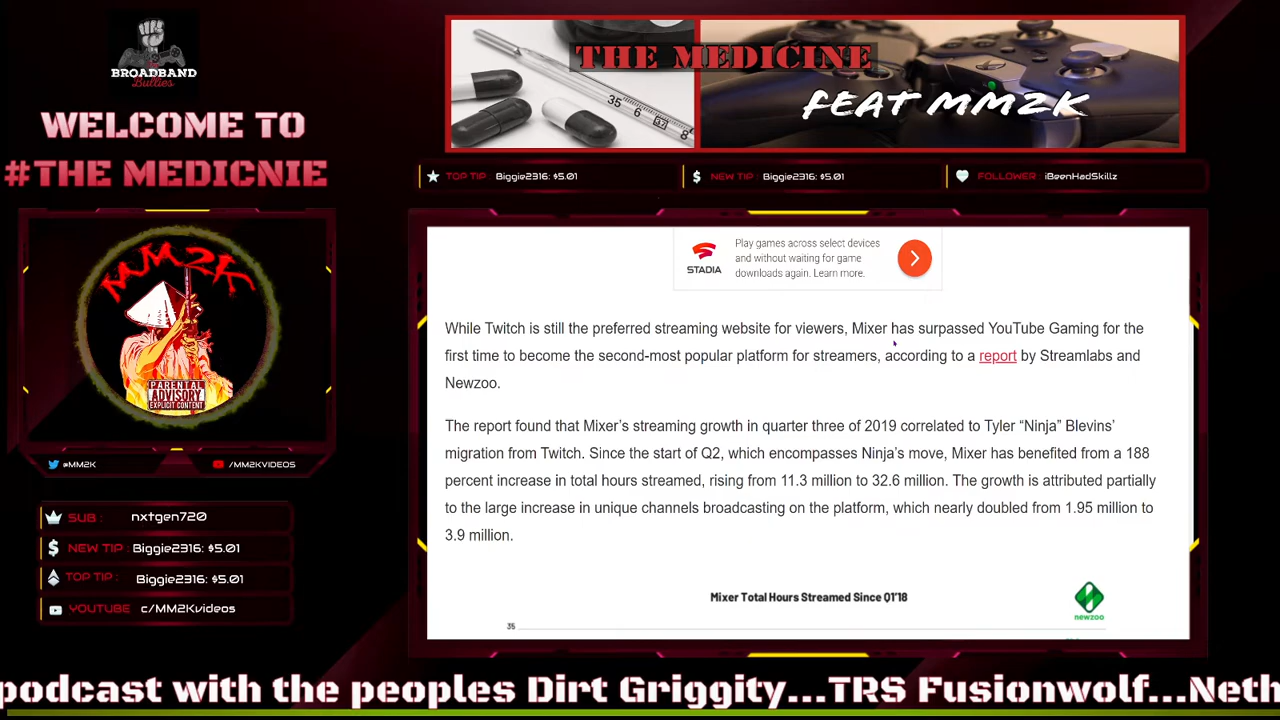 BROADBAND
Bullies
WELCOME TO
#THE MEDICNIE
THE MEDICINE
FEAT MM2K
35 6 8
TOP TIP Biggie2316: $5.01
NEW TIP Biggie2316: $5.01
FOLLOWER: iBeenHadSkillz
MM2K
PARENTAL
ADVISORY
EXPLICIT CONTENT
@MM2K
/MM2KVIDEOS
SUB: nxtgen720
NEW TIP: Biggie2316: $5.01
TOP TIP: Biggie2316: $5.01
YOUTUBE c/MM2Kvideos
STADIA
Play games across select devices
and without waiting for game
downloads again. Learn more.
While Twitch is still the preferred streaming website for viewers, Mixer has surpassed YouTube Gaming for the
first time to become the second-most popular platform for streamers, according to a report by Streamlabs and
Newzoo.
The report found that Mixer’s streaming growth in quarter three of 2019 correlated to Tyler “Ninja” Blevins’
migration from Twitch. Since the start of Q2, which encompasses Ninja’s move, Mixer has benefited from a 188
percent increase in total hours streamed, rising from 11.3 million to 32.6 million. The growth is attributed partially
to the large increase in unique channels broadcasting on the platform, which nearly doubled from 1.95 million to
3.9 million.
Mixer Total Hours Streamed Since Q1'18
newzoo
35
podcast with the peoples Dirt Griggity...TRS Fusionwolf...Neth